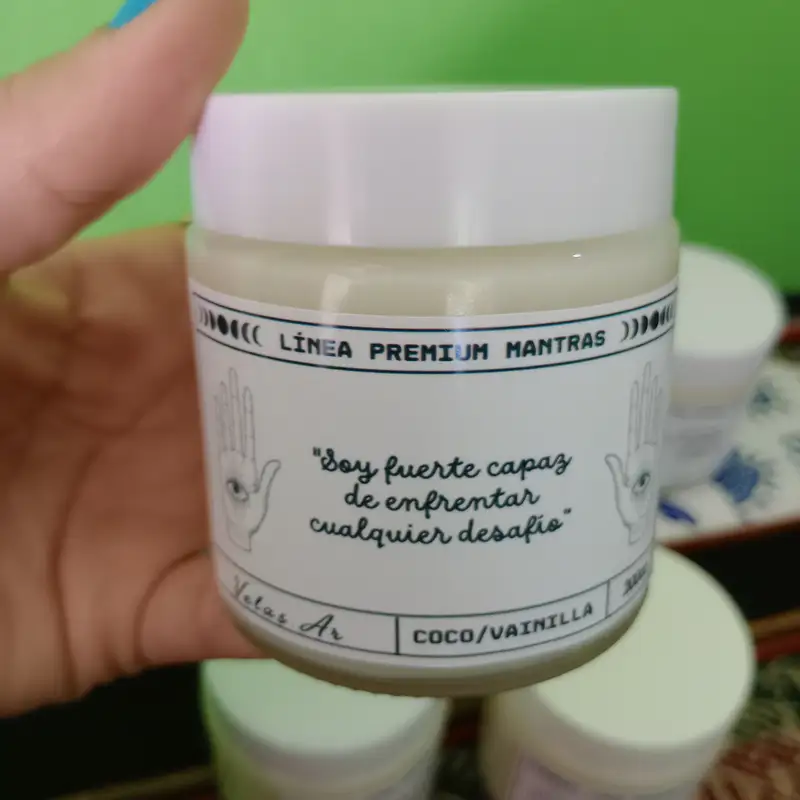 LÍNEA PREMIUM MANTRAS
"Soy fuerte capaz
de enfrentar
cualquier desafío"
Velas Ar
COCO/VAINILLA